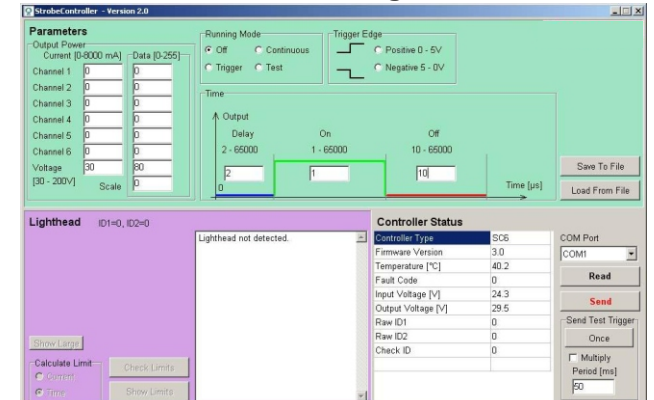 StrobeController - Version 2.0
Parameters
Output Power
Current [0-8000 mA]
Data [0-255]
Channel 1 0 0
Channel 2 0 0
Channel 3 0 0
Channel 4 0 0
Channel 5 0 0
Channel 6 0 0
Voltage 30 80
[30 - 200V] Scale 0
Running Mode
Off Continuous
Trigger Test
Trigger Edge
Positive 0 - 5V
Negative 5 - 0V
Time
Output
Delay On Off
2 - 65000 1 - 65000 10 - 65000
2 1 10
0
Time [µs]
Save To File
Load From File
Lighthead ID1=0, ID2=0
Show Large
Calculate Limit
Current
Time
Check Limits
Show Limits
Lighthead not detected.
Controller Status
Controller Type SC6
Firmware Version 3.0
Temperature [°C] 40.2
Fault Code 0
Input Voltage [V] 24.3
Output Voltage [V] 29.5
Raw ID1 0
Raw ID2 0
Check ID 0
COM Port
COM1
Read
Send
Send Test Trigger
Once
Multiply
Period [ms]
50